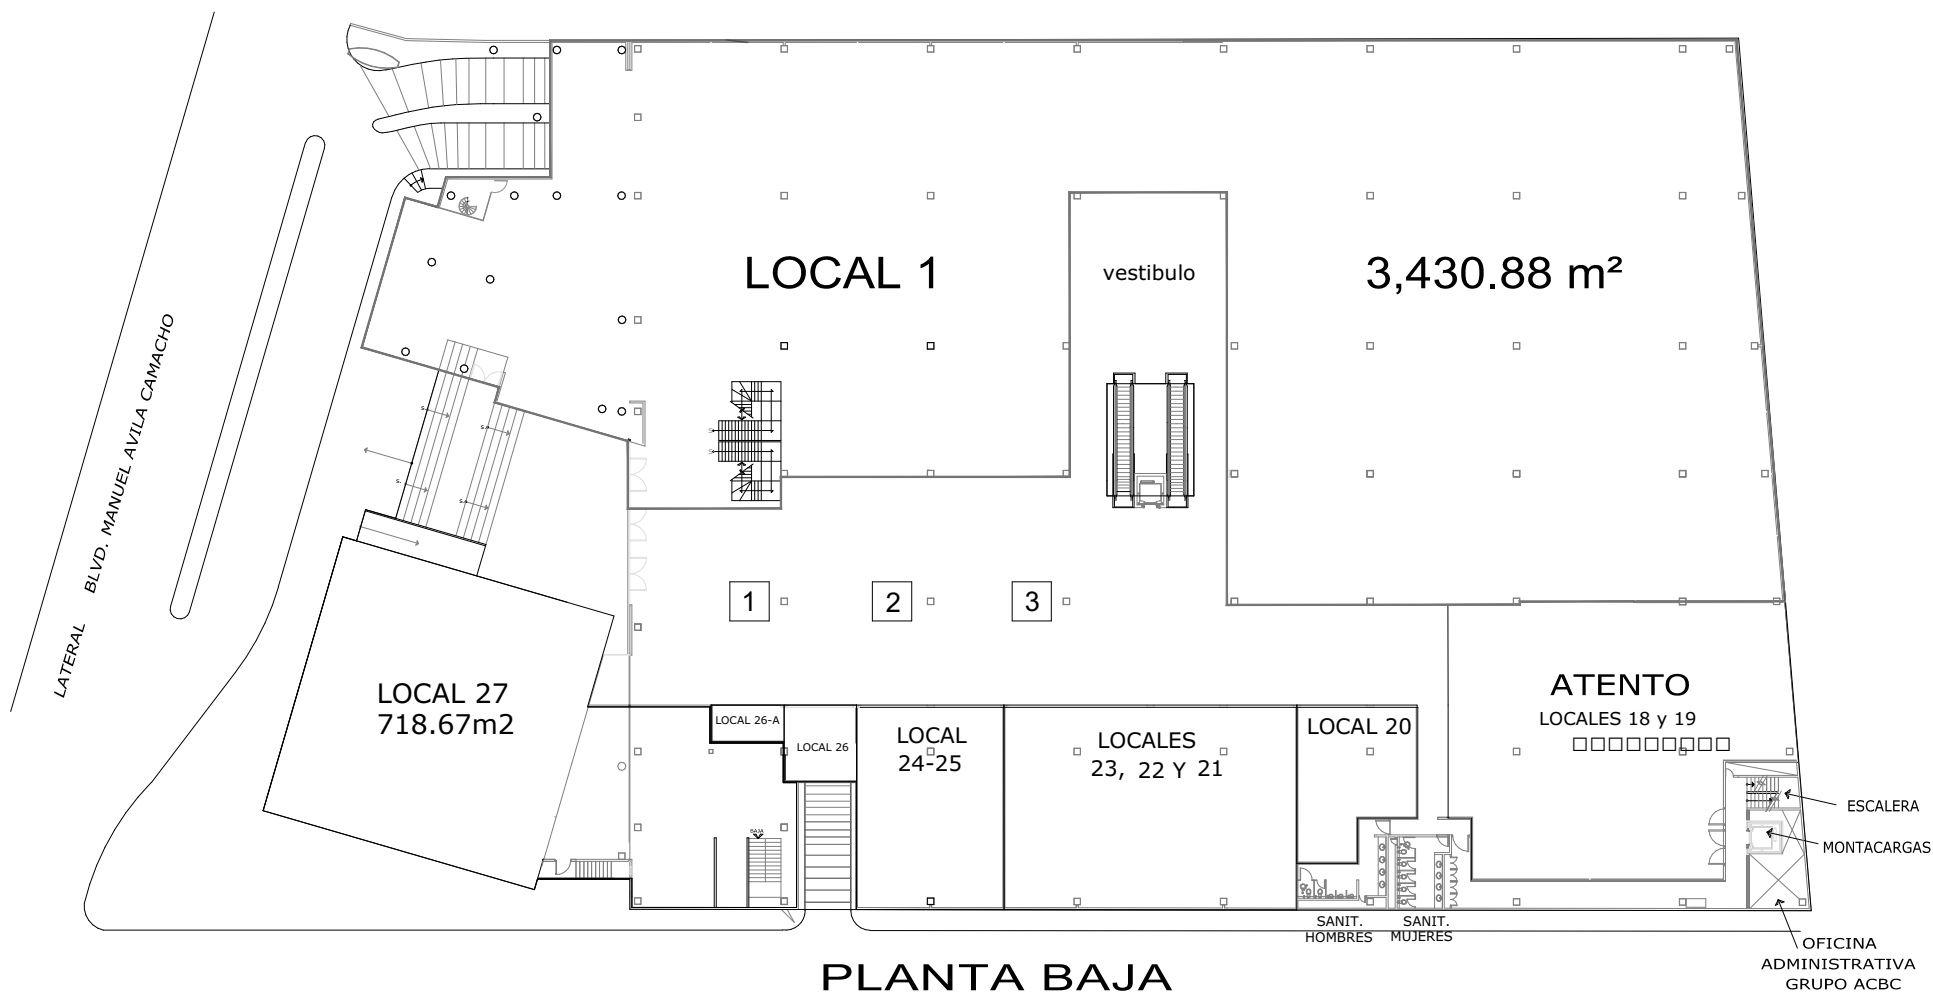 LOCAL 1
vestibulo
3,430.88 m²
LATERAL BLVD. MANUEL AVILA CAMACHO
1
2
3
LOCAL 27
718.67m2
LOCAL 26-A
LOCAL 26
LOCAL
24-25
LOCALES
23, 22 Y 21
LOCAL 20
ATENTO
LOCALES 18 y 19
ESCALERA
MONTACARGAS
BAJA
SANIT.
HOMBRES
SANIT.
MUJERES
OFICINA
ADMINISTRATIVA
GRUPO ACBC
PLANTA BAJA